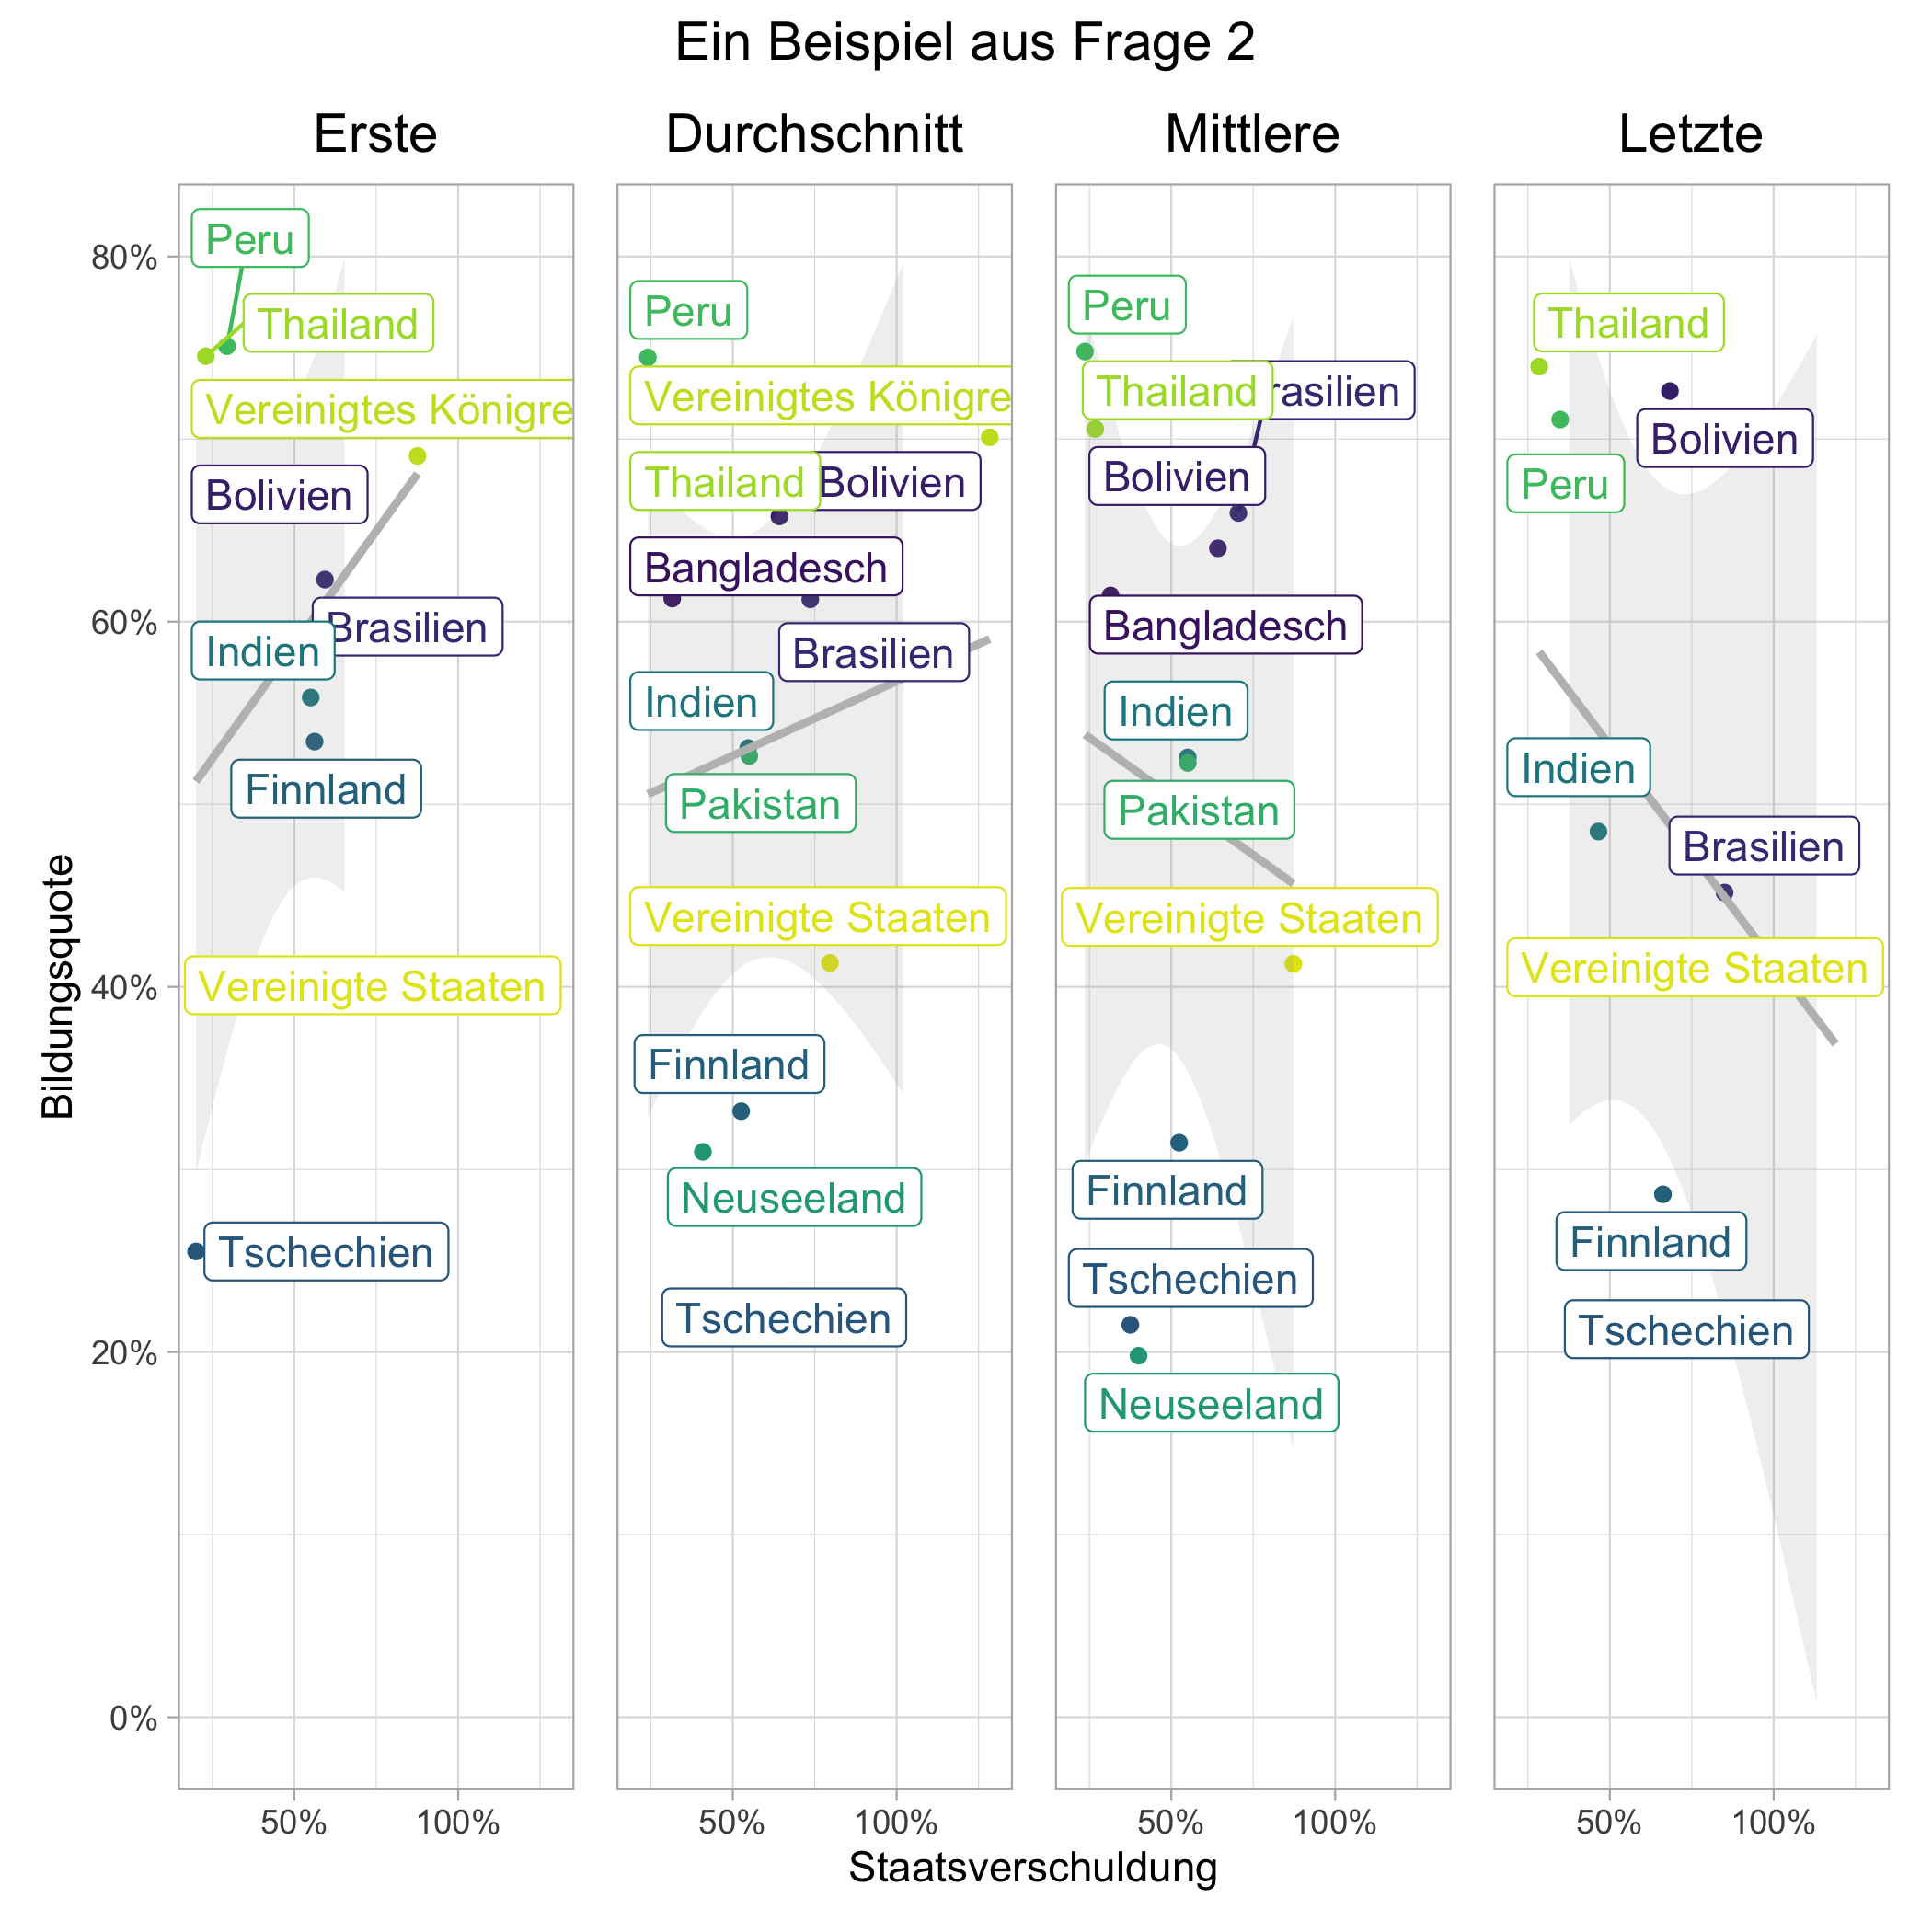 Ein Beispiel aus Frage 2
Erste
Durchschnitt
Mittlere
Letzte
Bildungsquote
80%
60%
40%
20%
0%
Peru
Thailand
Vereinigtes Königre
Bolivien
Brasilien
Indien
Finnland
Vereinigte Staaten
Tschechien
Peru
Vereinigtes Königre
Thailand
Bolivien
Bangladesch
Brasilien
Indien
Pakistan
Vereinigte Staaten
Finnland
Neuseeland
Tschechien
Peru
Thailand
rasilien
Bolivien
Bangladesch
Indien
Pakistan
Vereinigte Staaten
Finnland
Tschechien
Neuseeland
Thailand
Bolivien
Peru
Indien
Brasilien
Vereinigte Staaten
Finnland
Tschechien
50%
100%
50%
100%
50%
100%
50%
100%
Staatsverschuldung